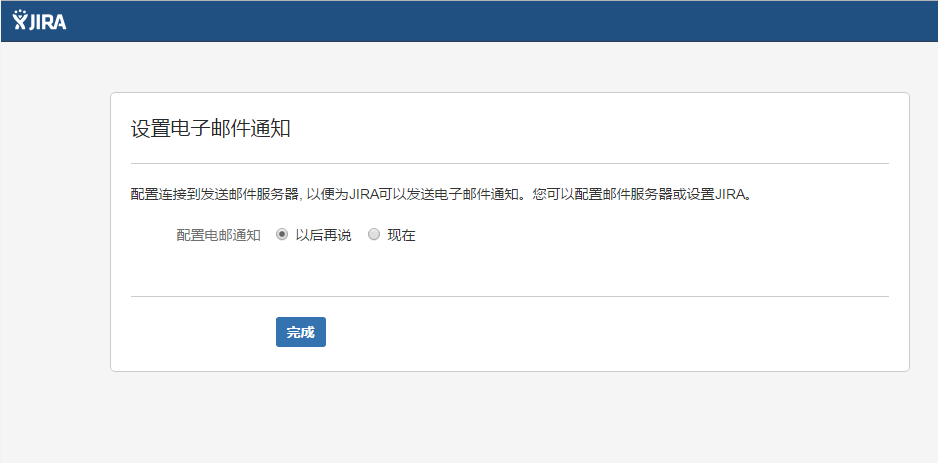 JIRA
设置电子邮件通知
配置连接到发送邮件服务器, 以便为JIRA可以发送电子邮件通知。您可以配置邮件服务器或设置JIRA。
配置电邮通知 以后再说 现在
完成